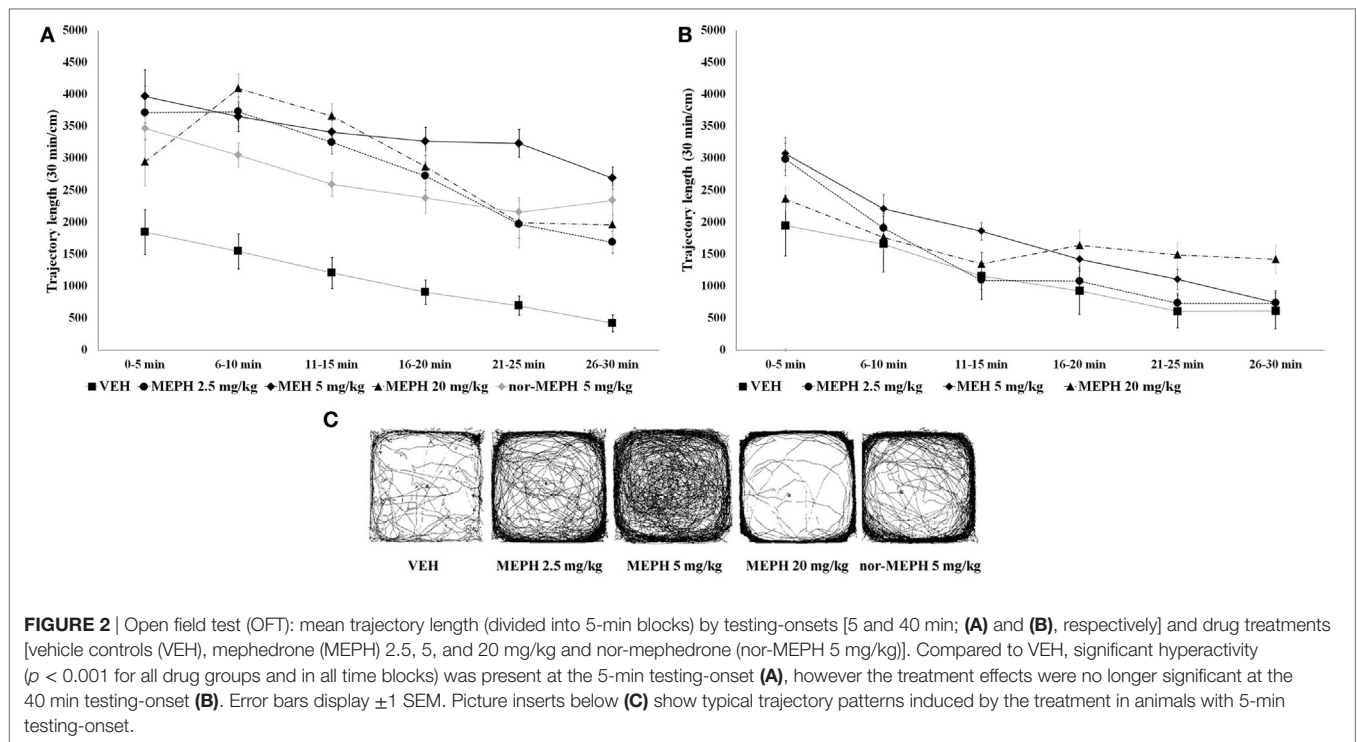 A
B
5000
4500
4000
3500
3000
2500
2000
1500
1000
500
0
Trajectory length (30 min/cm)
0-5 min 6-10 min 11-15 min 16-20 min 21-25 min 26-30 min
VEH MEPH 2.5 mg/kg MEH 5 mg/kg MEPH 20 mg/kg nor-MEPH 5 mg/kg
5000
4500
4000
3500
3000
2500
2000
1500
1000
500
0
Trajectory length (30 min/cm)
0-5 min 6-10 min 11-15 min 16-20 min 21-25 min 26-30 min
VEH MEPH 2.5 mg/kg MEH 5 mg/kg MEPH 20 mg/kg
C
VEH MEPH 2.5 mg/kg MEPH 5 mg/kg MEPH 20 mg/kg nor-MEPH 5 mg/kg
FIGURE 2 | Open field test (OFT): mean trajectory length (divided into 5-min blocks) by testing-onsets [5 and 40 min; (A) and (B), respectively] and drug treatments
[vehicle controls (VEH), mephedrone (MEPH) 2.5, 5, and 20 mg/kg and nor-mephedrone (nor-MEPH 5 mg/kg)]. Compared to VEH, significant hyperactivity
(p < 0.001 for all drug groups and in all time blocks) was present at the 5-min testing-onset (A), however the treatment effects were no longer significant at the
40 min testing-onset (B). Error bars display ±1 SEM. Picture inserts below (C) show typical trajectory patterns induced by the treatment in animals with 5-min
testing-onset.